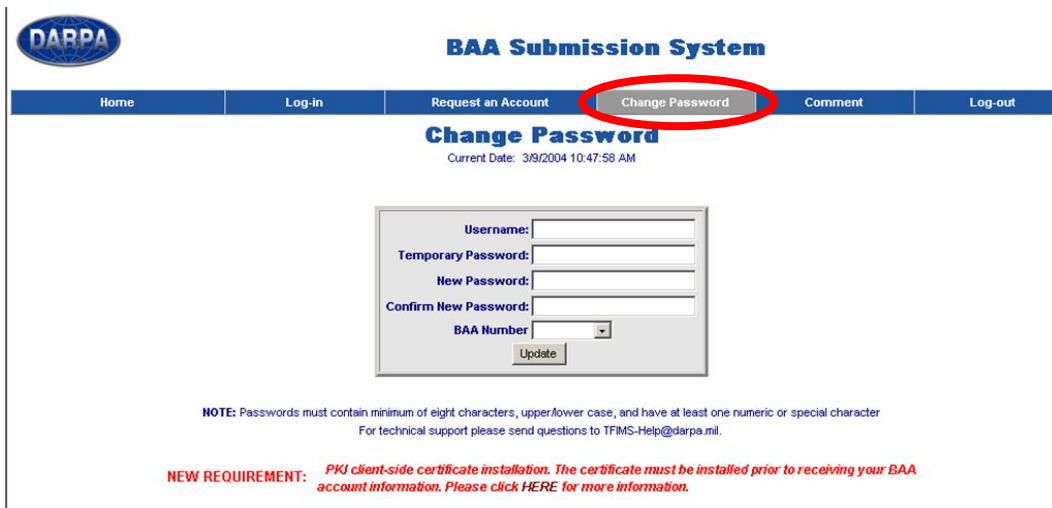 DARPA
BAA Submission System
Home Log-in Request an Account Change Password Comment Log-out
Change Password
Current Date: 3/9/2004 10:47:58 AM
Username:
Temporary Password:
New Password:
Confirm New Password:
BAA Number
Update
NOTE: Passwords must contain minimum of eight characters, upper/lower case, and have at least one numeric or special character
For technical support please send questions to TFIMS-Help@darpa.mil.
NEW REQUIREMENT: PKI client-side certificate installation. The certificate must be installed prior to receiving your BAA
account information. Please click HERE for more information.